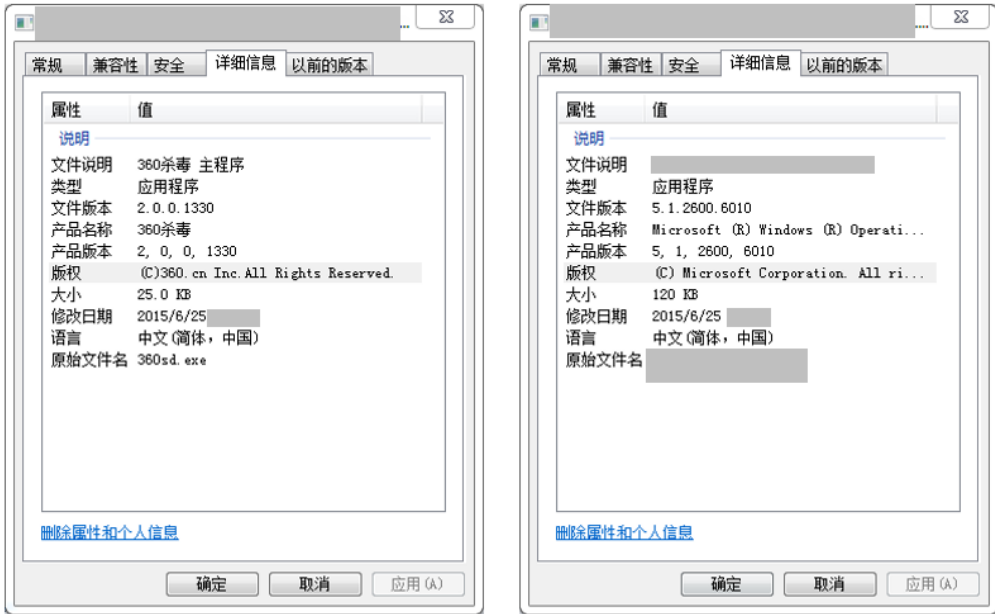 ...
常规 兼容性 安全 详细信息 以前的版本
属性 值
说明
文件说明 360杀毒 主程序
类型 应用程序
文件版本 2.0.0.1330
产品名称 360杀毒
产品版本 2, 0, 0, 1330
版权 (C)360.cn Inc.All Rights Reserved.
大小 25.0 KB
修改日期 2015/6/25
语言 中文(简体，中国)
原始文件名 360sd.exe
删除属性和个人信息
确定 取消 应用(A)
...
常规 兼容性 安全 详细信息 以前的版本
属性 值
说明
文件说明
类型 应用程序
文件版本 5.1.2600.6010
产品名称 Microsoft (R) Windows (R) Operati...
产品版本 5, 1, 2600, 6010
版权 (C) Microsoft Corporation. All ri...
大小 120 KB
修改日期 2015/6/25
语言 中文(简体，中国)
原始文件名
删除属性和个人信息
确定 取消 应用(A)